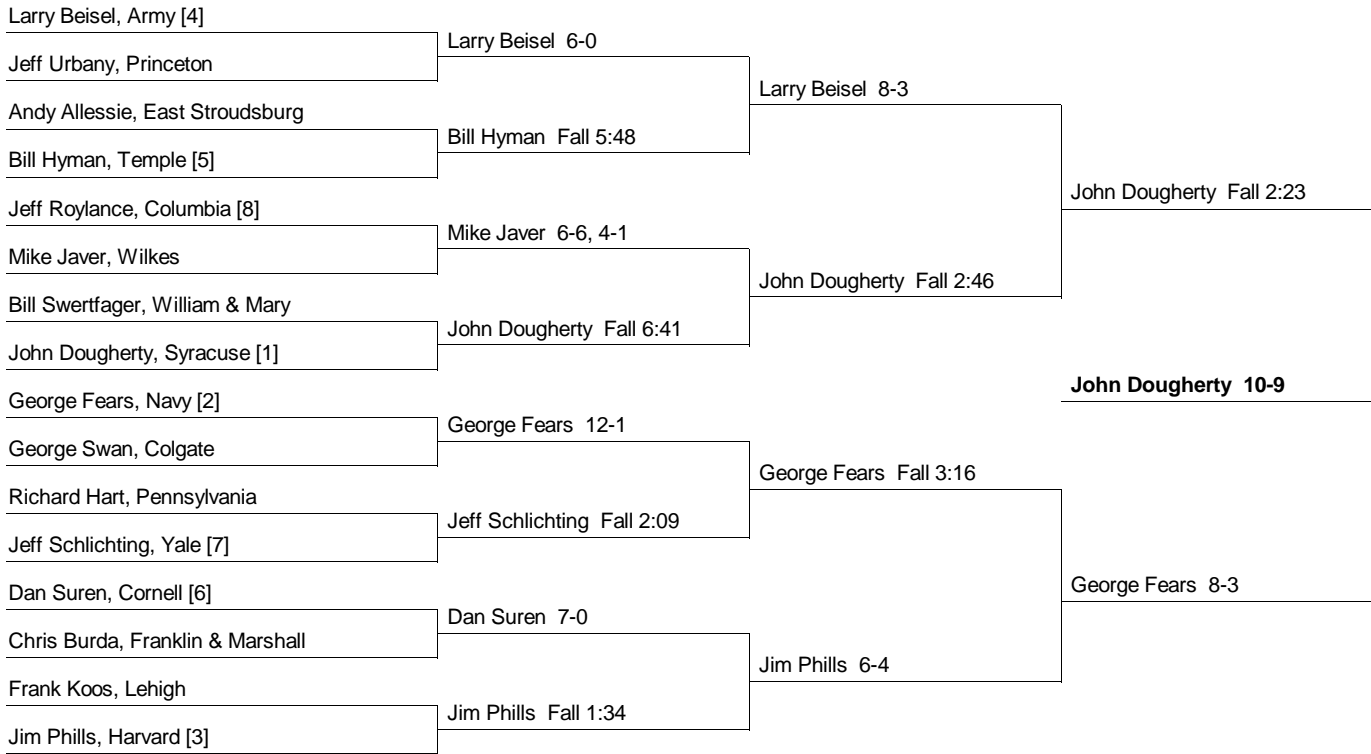 Larry Beisel, Army [4]
Jeff Urbany, Princeton
Andy Allessie, East Stroudsburg
Bill Hyman, Temple [5]
Jeff Roylance, Columbia [8]
Mike Javer, Wilkes
Bill Swertfager, William & Mary
John Dougherty, Syracuse [1]
George Fears, Navy [2]
George Swan, Colgate
Richard Hart, Pennsylvania
Jeff Schlichting, Yale [7]
Dan Suren, Cornell [6]
Chris Burda, Franklin & Marshall
Frank Koos, Lehigh
Jim Phills, Harvard [3]
Larry Beisel 6-0
Bill Hyman Fall 5:48
Mike Javer 6-6, 4-1
John Dougherty Fall 6:41
George Fears 12-1
Jeff Schlichting Fall 2:09
Dan Suren 7-0
Jim Phills Fall 1:34
Larry Beisel 8-3
John Dougherty Fall 2:46
George Fears Fall 3:16
Jim Phills 6-4
John Dougherty Fall 2:23
John Dougherty 10-9
George Fears 8-3